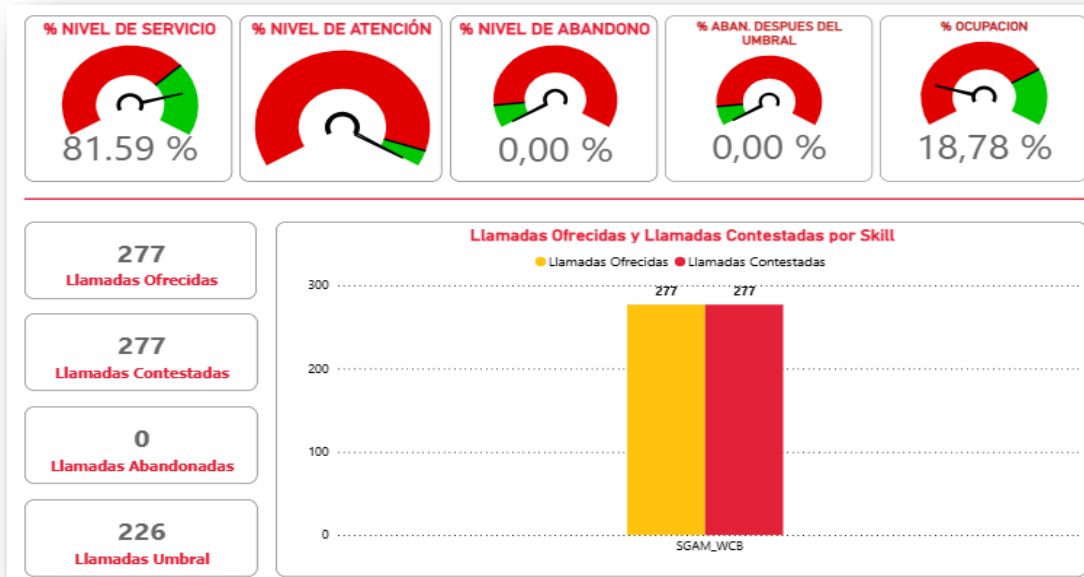 % NIVEL DE SERVICIO
81.59 %
% NIVEL DE ATENCIÓN
% NIVEL DE ABANDONO
0,00 %
% ABAN. DESPUES DEL
UMBRAL
0,00 %
% OCUPACION
18,78 %
277
Llamadas Ofrecidas
277
Llamadas Contestadas
0
Llamadas Abandonadas
226
Llamadas Umbral
Llamadas Ofrecidas y Llamadas Contestadas por Skill
Llamadas Ofrecidas Llamadas Contestadas
300
200
100
0
277 277
SGAM_WCB